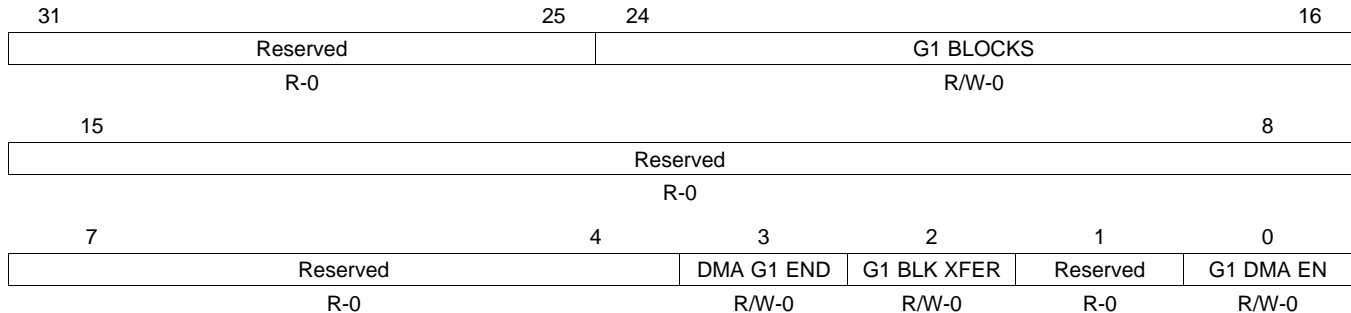 31 25 24 16
Reserved G1 BLOCKS
R-0 R/W-0
15 8
Reserved
R-0
7 4 3 2 1 0
Reserved DMA G1 END G1 BLK XFER Reserved G1 DMA EN
R-0 R/W-0 R/W-0 R-0 R/W-0